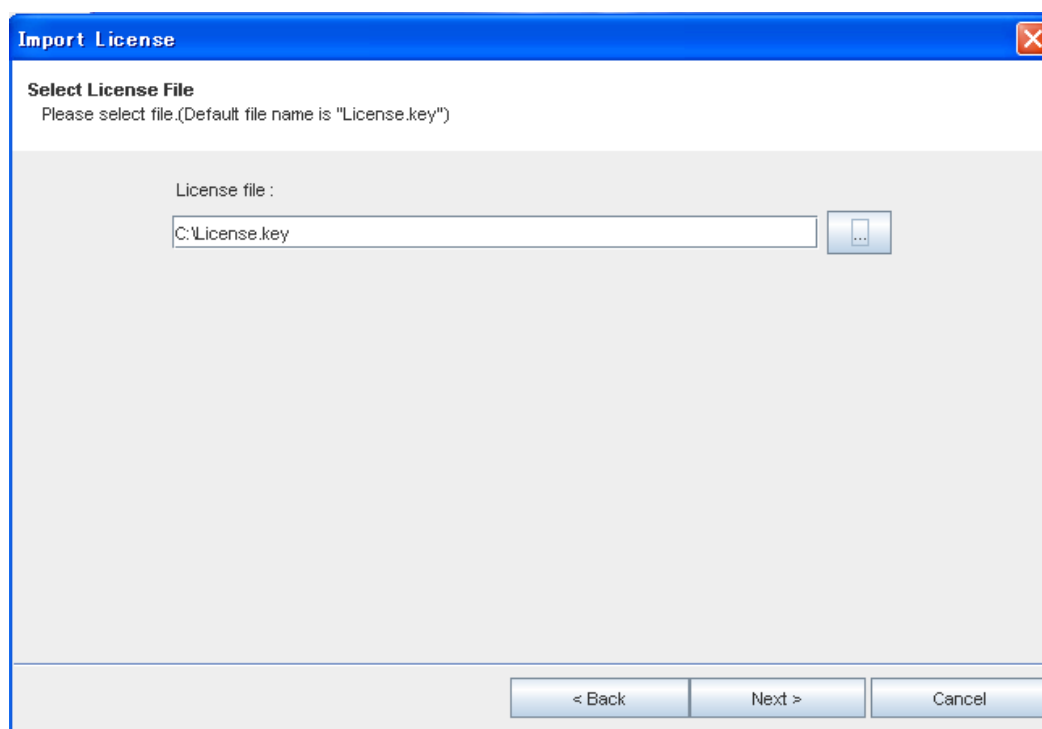 Import License
Select License File
Please select file.(Default file name is "License.key")
License file :
C:\License.key
...
< Back
Next >
Cancel